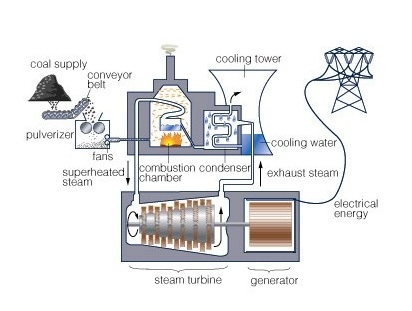 coal supply
conveyor
belt
cooling tower
pulverizer
fans
superheated
steam
combustion
chamber
condenser
cooling water
exhaust steam
electrical
energy
steam turbine
generator